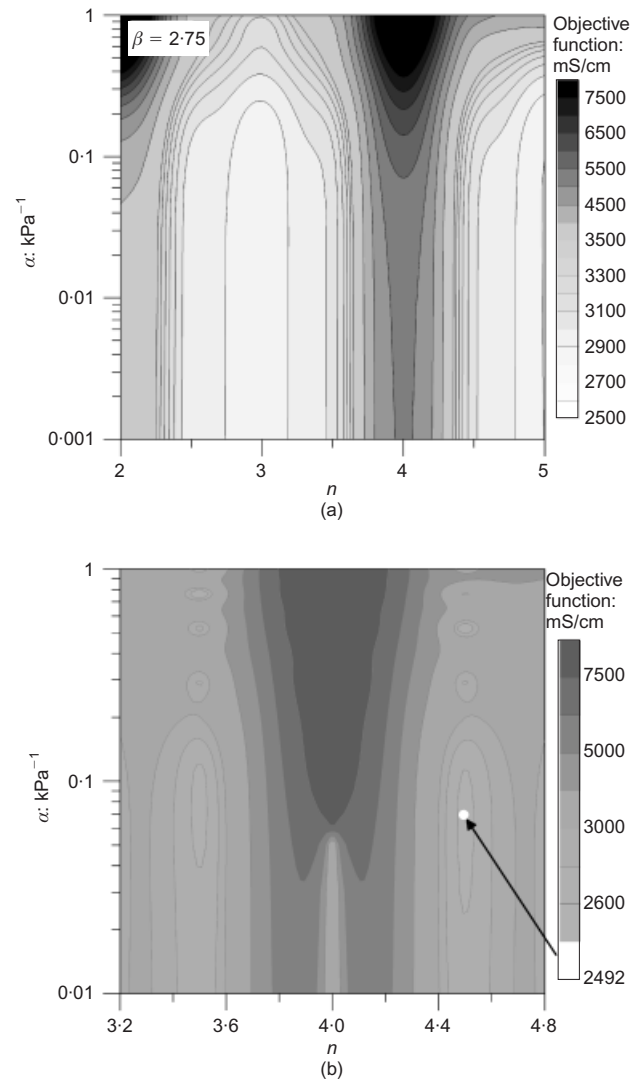 β = 2·75
Objective
function:
mS/cm
7500
6500
5500
4500
3500
3300
3100
2900
2700
2500
1
0·1
0·01
0·001
α: kPa⁻¹
2
3
4
5
n
(a)
Objective
function:
mS/cm
7500
5000
3000
2600
2492
1
0·1
0·01
α: kPa⁻¹
3·2
3·6
4·0
4·4
4·8
n
(b)